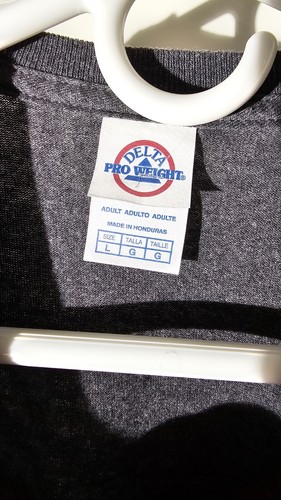 DELTA
PRO WEIGHT®
ADULT ADULTO ADULTE
MADE IN HONDURAS
SIZE TALLA TAILLE
L G G